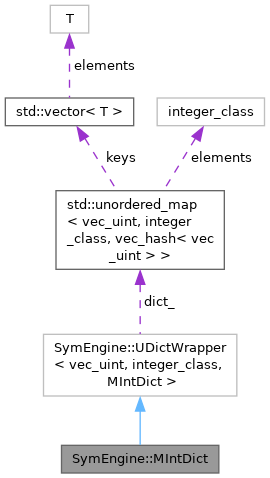 T
elements
std::vector< T >
integer_class
keys
elements
std::unordered_map
< vec_uint, integer
_class, vec_hash< vec
_uint > >
dict_
SymEngine::UDictWrapper
< vec_uint, integer_class,
MIntDict >
SymEngine::MIntDict